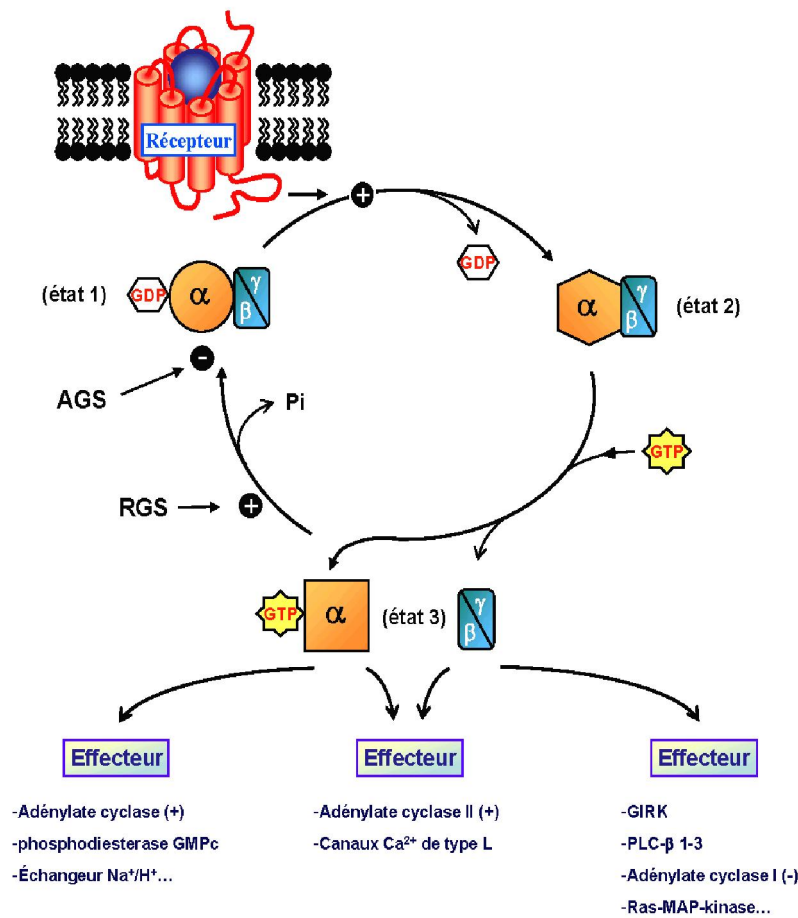 Récepteur
+
GDP
(état 1)
GDP
α
γ
β
α
γ
β
(état 2)
-
AGS
Pi
GTP
RGS
+
GTP
α
(état 3)
γ
β
Effecteur
-Adénylate cyclase (+)
-phosphodiesterase GMPc
-Échangeur Na⁺/H⁺…
Effecteur
-Adénylate cyclase II (+)
-Canaux Ca²⁺ de type L
Effecteur
-GIRK
-PLC-β 1-3
-Adénylate cyclase I (-)
-Ras-MAP-kinase…